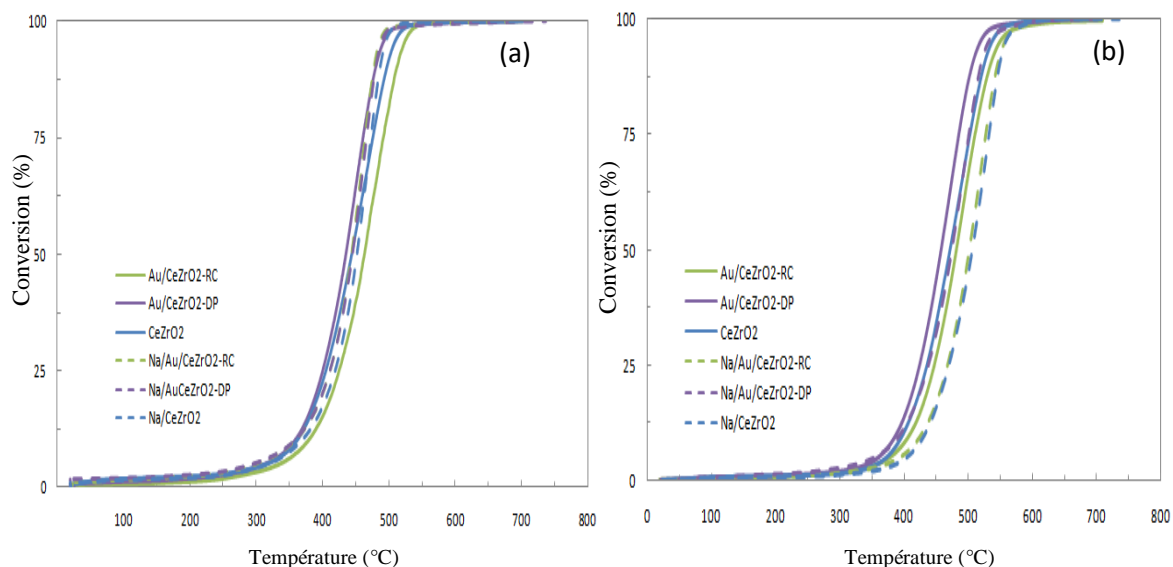 (a)
Conversion (%)
100
75
50
25
0
Au/CeZrO2-RC
Au/CeZrO2-DP
CeZrO2
Na/Au/CeZrO2-RC
Na/AuCeZrO2-DP
Na/CeZrO2
100 200 300 400 500 600 700 800
Température (°C)
(b)
Conversion (%)
100
75
50
25
0
Au/CeZrO2-RC
Au/CeZrO2-DP
CeZrO2
Na/Au/CeZrO2-RC
Na/Au/CeZrO2-DP
Na/CeZrO2
0 100 200 300 400 500 600 700 800
Température (°C)